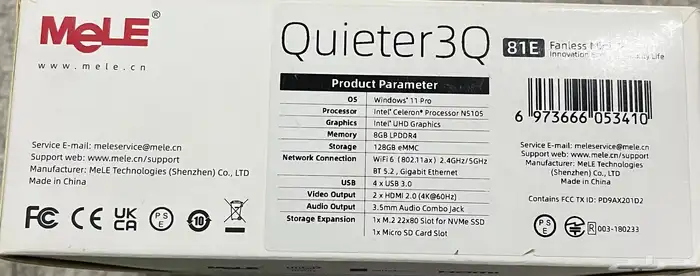 MeLE®
www.mele.cn
Service E-mail: meleservice@mele.cn
Support web: www.mele.cn/support
Manufacturer: MeLE Technologies
(Shenzhen) Co., LTD
Made in China
FC CE UK CA PS E 10
Quieter3Q
81E Fanless
Innovation Life
Product Parameter
OS Windows® 11 Pro
Processor Intel® Celeron® Processor N5105
Graphics Intel® UHD Graphics
Memory 8GB LPDDR4
Storage 128GB eMMC
Network Connection WiFi 6 (802.11ax) 2.4GHz/5GHz
BT 5.2, Gigabit Ethernet
USB 4 x USB 3.0
Video Output 2 x HDMI 2.0 (4K@60Hz)
Audio Output 3.5mm Audio Combo Jack
Storage Expansion 1x M.2 22x80 Slot for NVMe SSD
1x Micro SD Card Slot
6 973666 053410
Service E-mail: meleservice@mele.cn
Support web: www.mele.cn/support
Manufacturer: MeLE Technologies
(Shenzhen) Co., LTD
Made in China
Contains FCC TX ID: PD9AX201D2
PS E R 003-180233